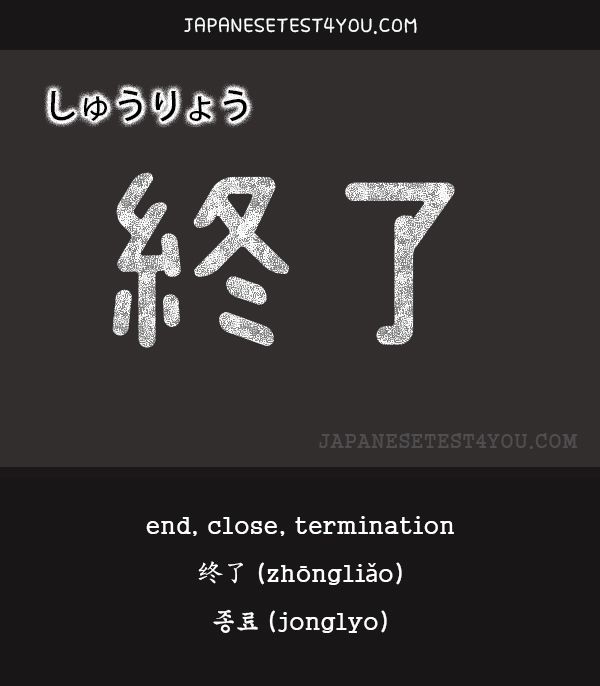 JAPANESETEST4YOU.COM
しゅうりょう
終了
JAPANESETEST4YOU.COM
end, close, termination
终了 (zhōngliǎo)
종료 (jonglyo)